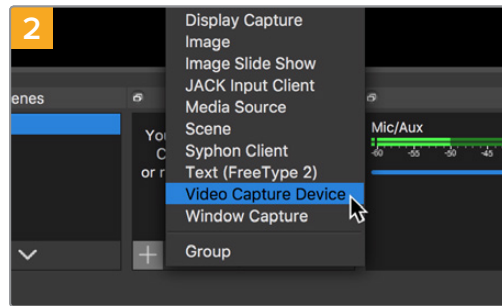 2
Display Capture
Image
Image Slide Show
JACK Input Client
Media Source
Scene
Syphon Client
Text (FreeType 2)
Video Capture Device
Window Capture
Group
enes
You
or
Mic/Aux
-60 -55 -50 -45